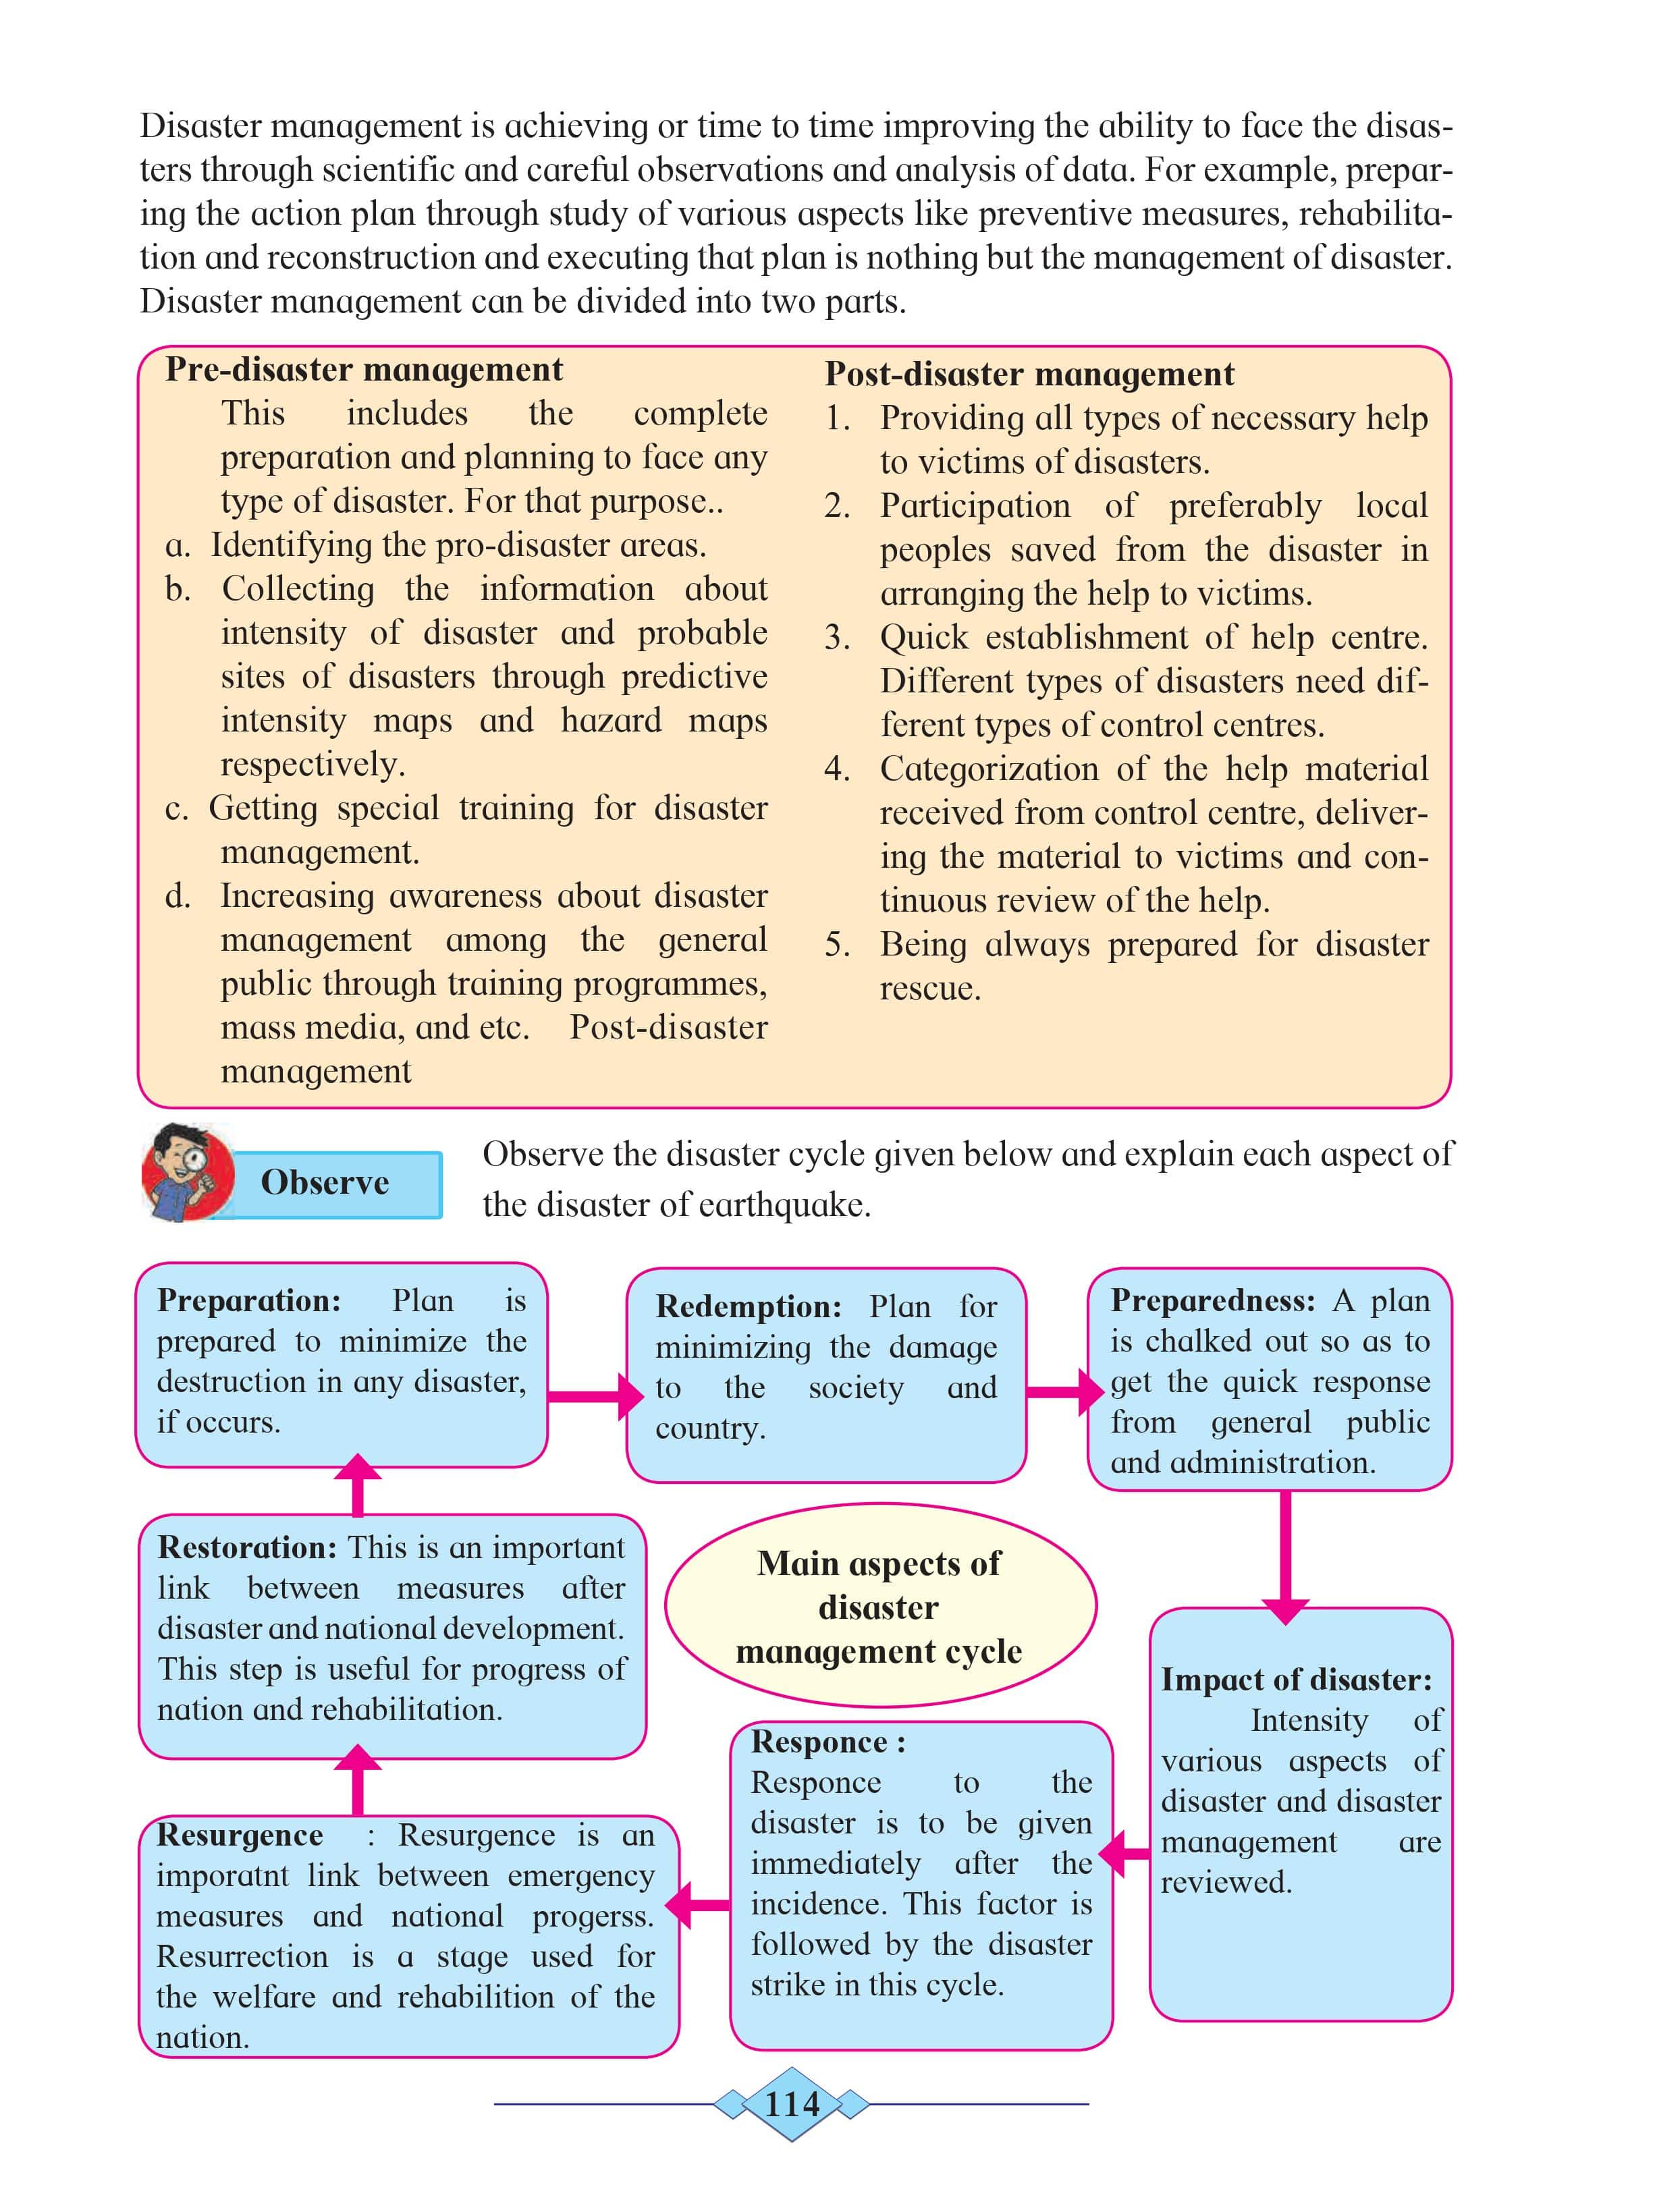 Disaster management is achieving or time to time improving the ability to face the disas-
ters through scientific and careful observations and analysis of data. For example, prepar-
ing the action plan through study of various aspects like preventive measures, rehabilita-
tion and reconstruction and executing that plan is nothing but the management of disaster.
Disaster management can be divided into two parts.
Pre-disaster management
This includes the complete
preparation and planning to face any
type of disaster. For that purpose..
a. Identifying the pro-disaster areas.
b. Collecting the information about
intensity of disaster and probable
sites of disasters through predictive
intensity maps and hazard maps
respectively.
c. Getting special training for disaster
management.
d. Increasing awareness about disaster
management among the general
public through training programmes,
mass media, and etc. Post-disaster
management
Post-disaster management
1. Providing all types of necessary help
to victims of disasters.
2. Participation of preferably local
peoples saved from the disaster in
arranging the help to victims.
3. Quick establishment of help centre.
Different types of disasters need dif-
ferent types of control centres.
4. Categorization of the help material
received from control centre, deliver-
ing the material to victims and con-
tinuous review of the help.
5. Being always prepared for disaster
rescue.
Observe
Observe the disaster cycle given below and explain each aspect of
the disaster of earthquake.
Preparation: Plan is
prepared to minimize the
destruction in any disaster,
if occurs.
Redemption: Plan for
minimizing the damage
to the society and
country.
Preparedness: A plan
is chalked out so as to
get the quick response
from general public
and administration.
Restoration: This is an important
link between measures after
disaster and national development.
This step is useful for progress of
nation and rehabilitation.
Main aspects of
disaster
management cycle
Impact of disaster:
Intensity of
various aspects of
disaster and disaster
management are
reviewed.
Responce :
Responce to the
disaster is to be given
immediately after the
incidence. This factor is
followed by the disaster
strike in this cycle.
Resurgence : Resurgence is an
imporatnt link between emergency
measures and national progerss.
Resurrection is a stage used for
the welfare and rehabilition of the
nation.
114